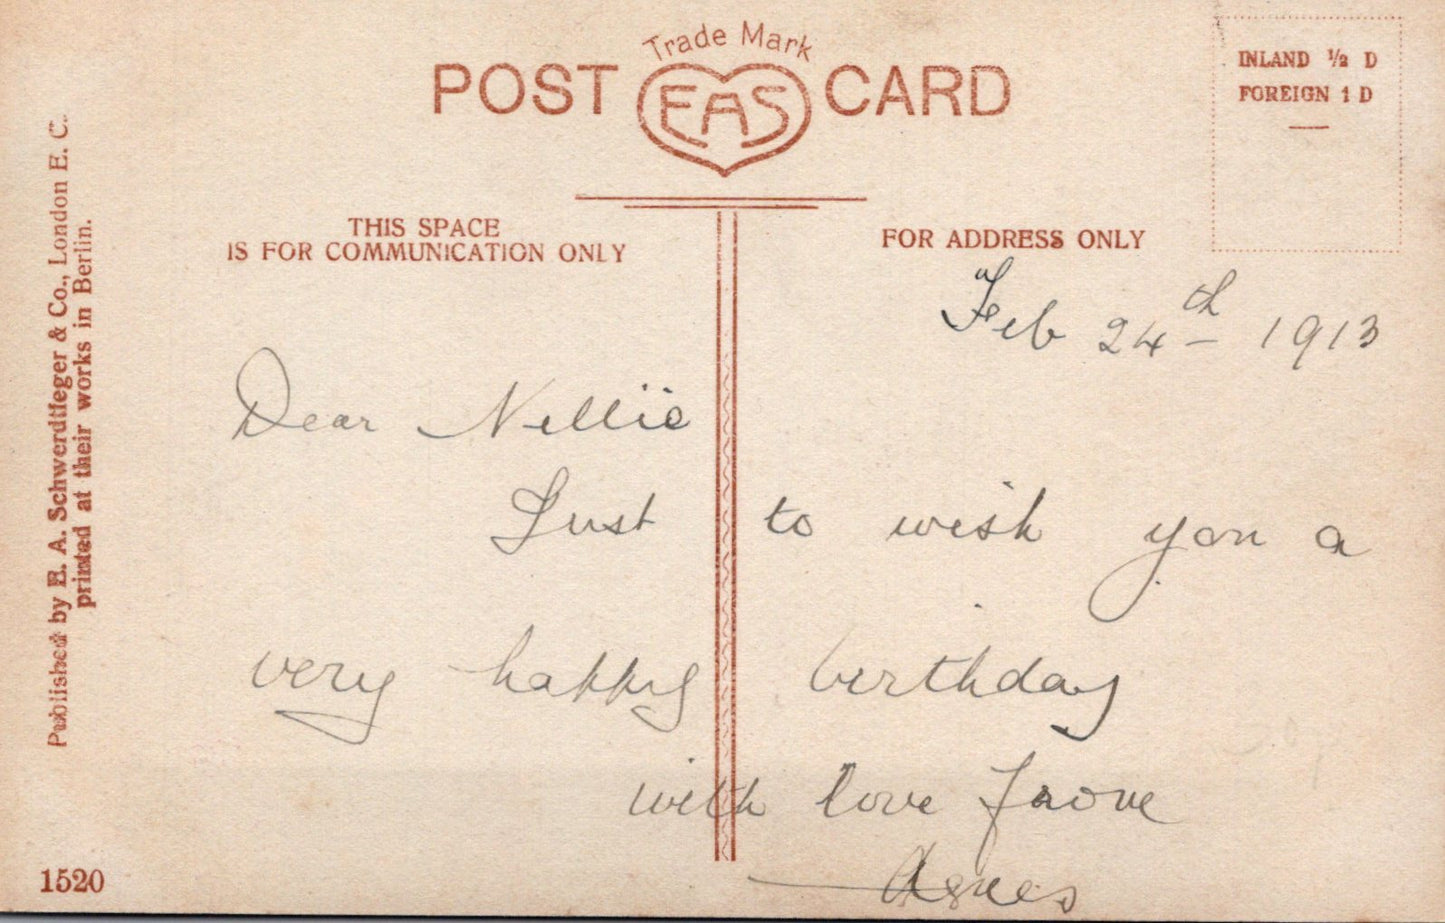 Trade Mark
POST EAS CARD
INLAND ½ D
FOREIGN 1 D
THIS SPACE
IS FOR COMMUNICATION ONLY
FOR ADDRESS ONLY
Feb 24th 1913
Dear Nellie
Just to wish you a
very happy birthday
with love from
Agnes
Published by E. A. Schwerdtfeger & Co., London E. C.
printed at their works in Berlin.
1520